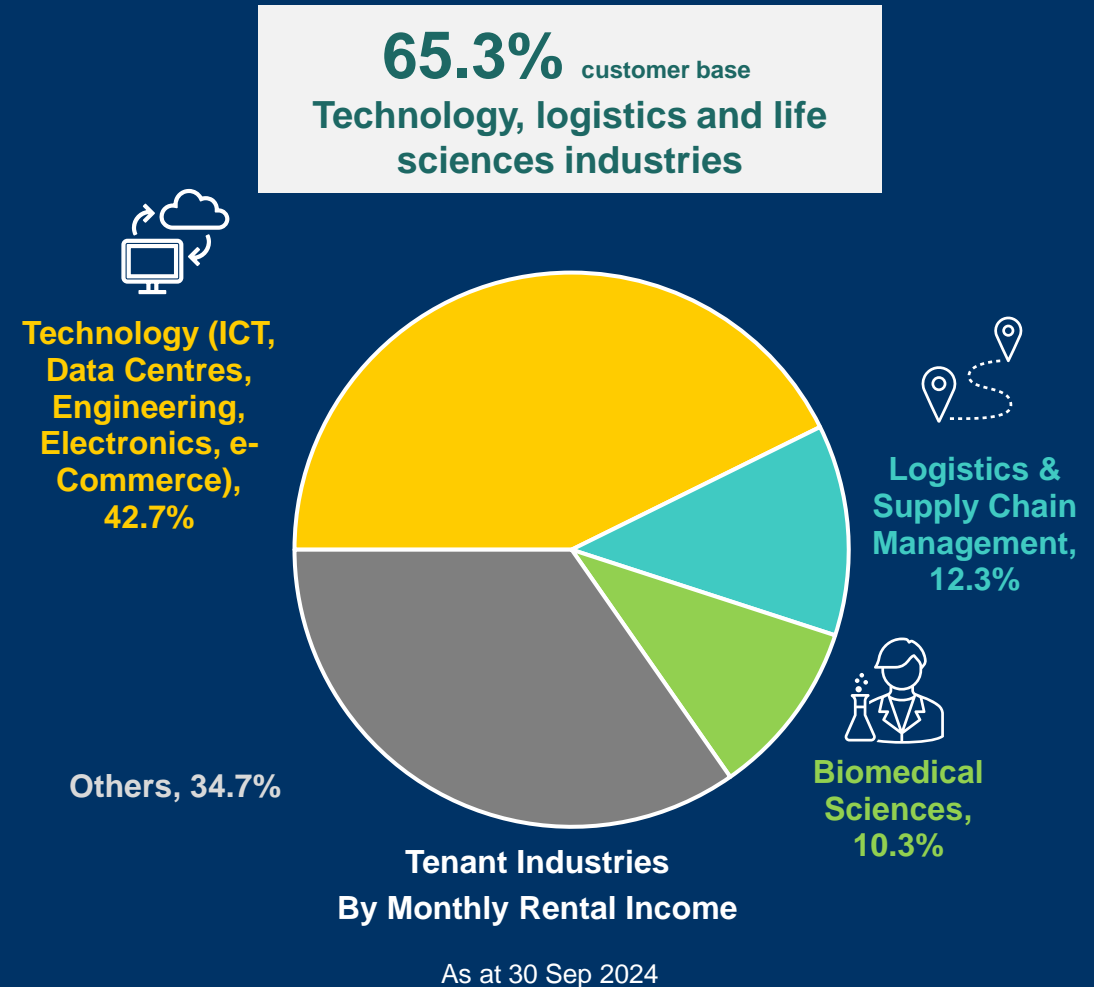 65.3% customer base
Technology, logistics and life
sciences industries
Technology (ICT,
Data Centres,
Engineering,
Electronics, e-
Commerce),
42.7%
Logistics &
Supply Chain
Management,
12.3%
Biomedical
Sciences,
10.3%
Others, 34.7%
Tenant Industries
By Monthly Rental Income
As at 30 Sep 2024